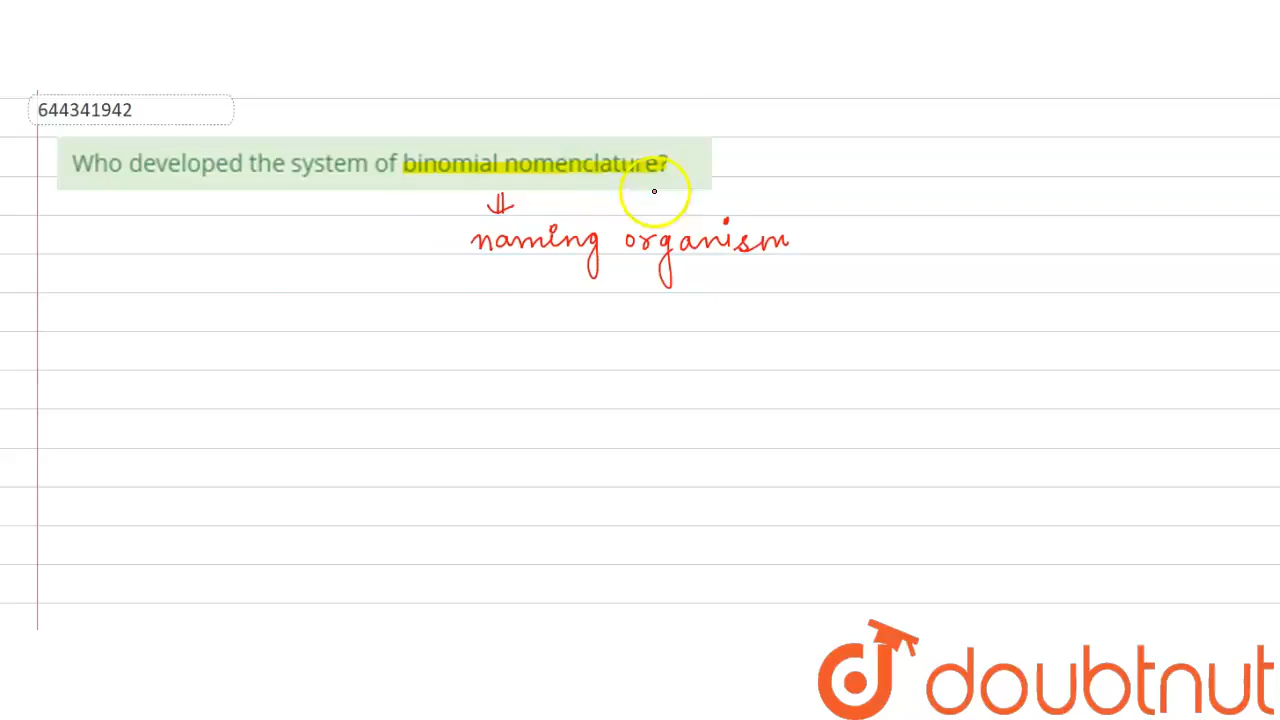 644341942
Who developed the system of binomial nomenclature?
naming organism
doubtnut